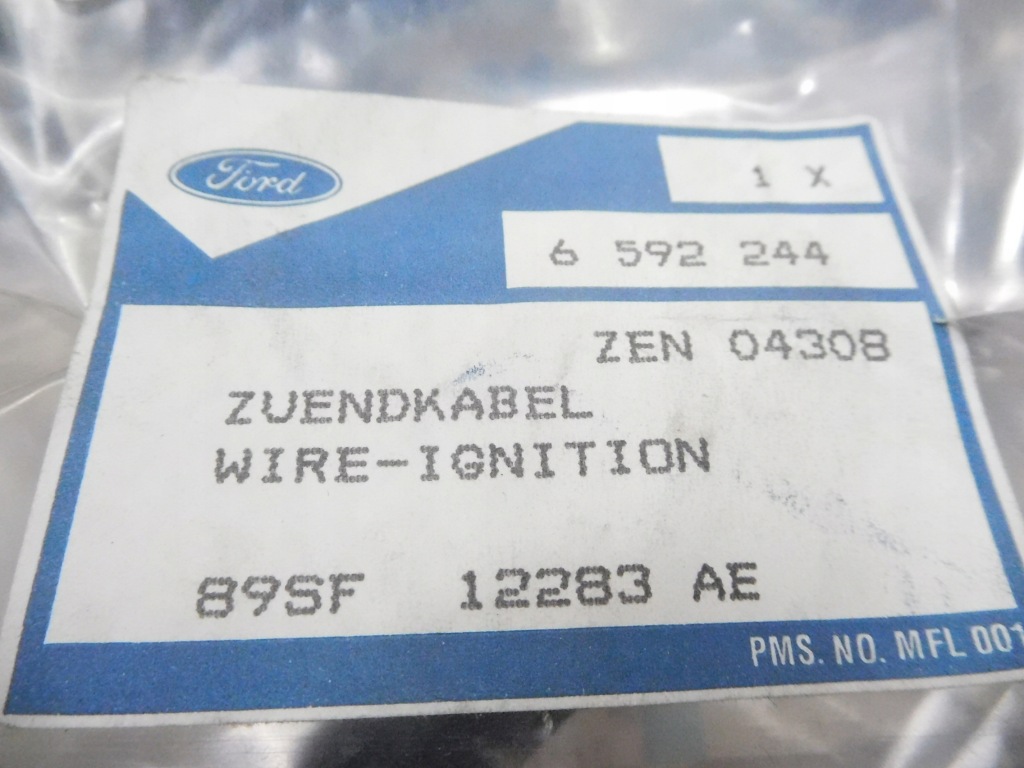 Ford
1 X
6 592 244
ZEN 04308
ZUENDKABEL
WIRE-IGNITION
89SF 12283 AE
PMS. NO. MFL 001